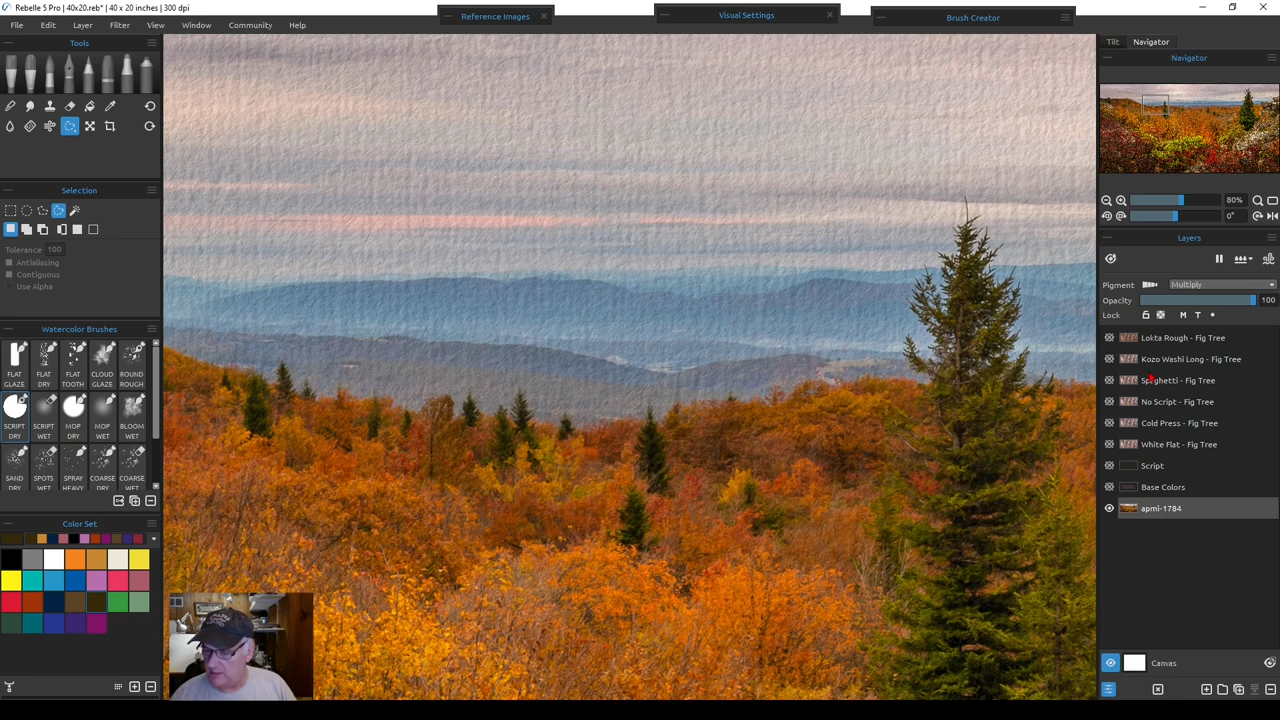 Rebelle 5 Pro | 40x20.reb* | 40 x 20 inches | 300 dpi
File Edit Layer Filter View Window Community Help
Reference Images
Visual Settings
Brush Creator
Tools
Selection
Tolerance 100
Antialiasing
Contiguous
Use Alpha
Watercolor Brushes
FLAT GLAZE
FLAT DRY
FLAT TOOTH
CLOUD GLAZE
ROUND ROUGH
SCRIPT DRY
SCRIPT WET
MOP DRY
MOP WET
BLOOM WET
SAND DRY
SPOTS WET
SPRAY HEAVY
COARSE DRY
COARSE WET
Color Set
Tilt Navigator
Navigator
80%
0°
Layers
Pigment Multiply
Opacity 100
Lock M T
Lokta Rough - Fig Tree
Kozo Washi Long - Fig Tree
Spaghetti - Fig Tree
No Script - Fig Tree
Cold Press - Fig Tree
White Flat - Fig Tree
Script
Base Colors
apmi-1784
Canvas